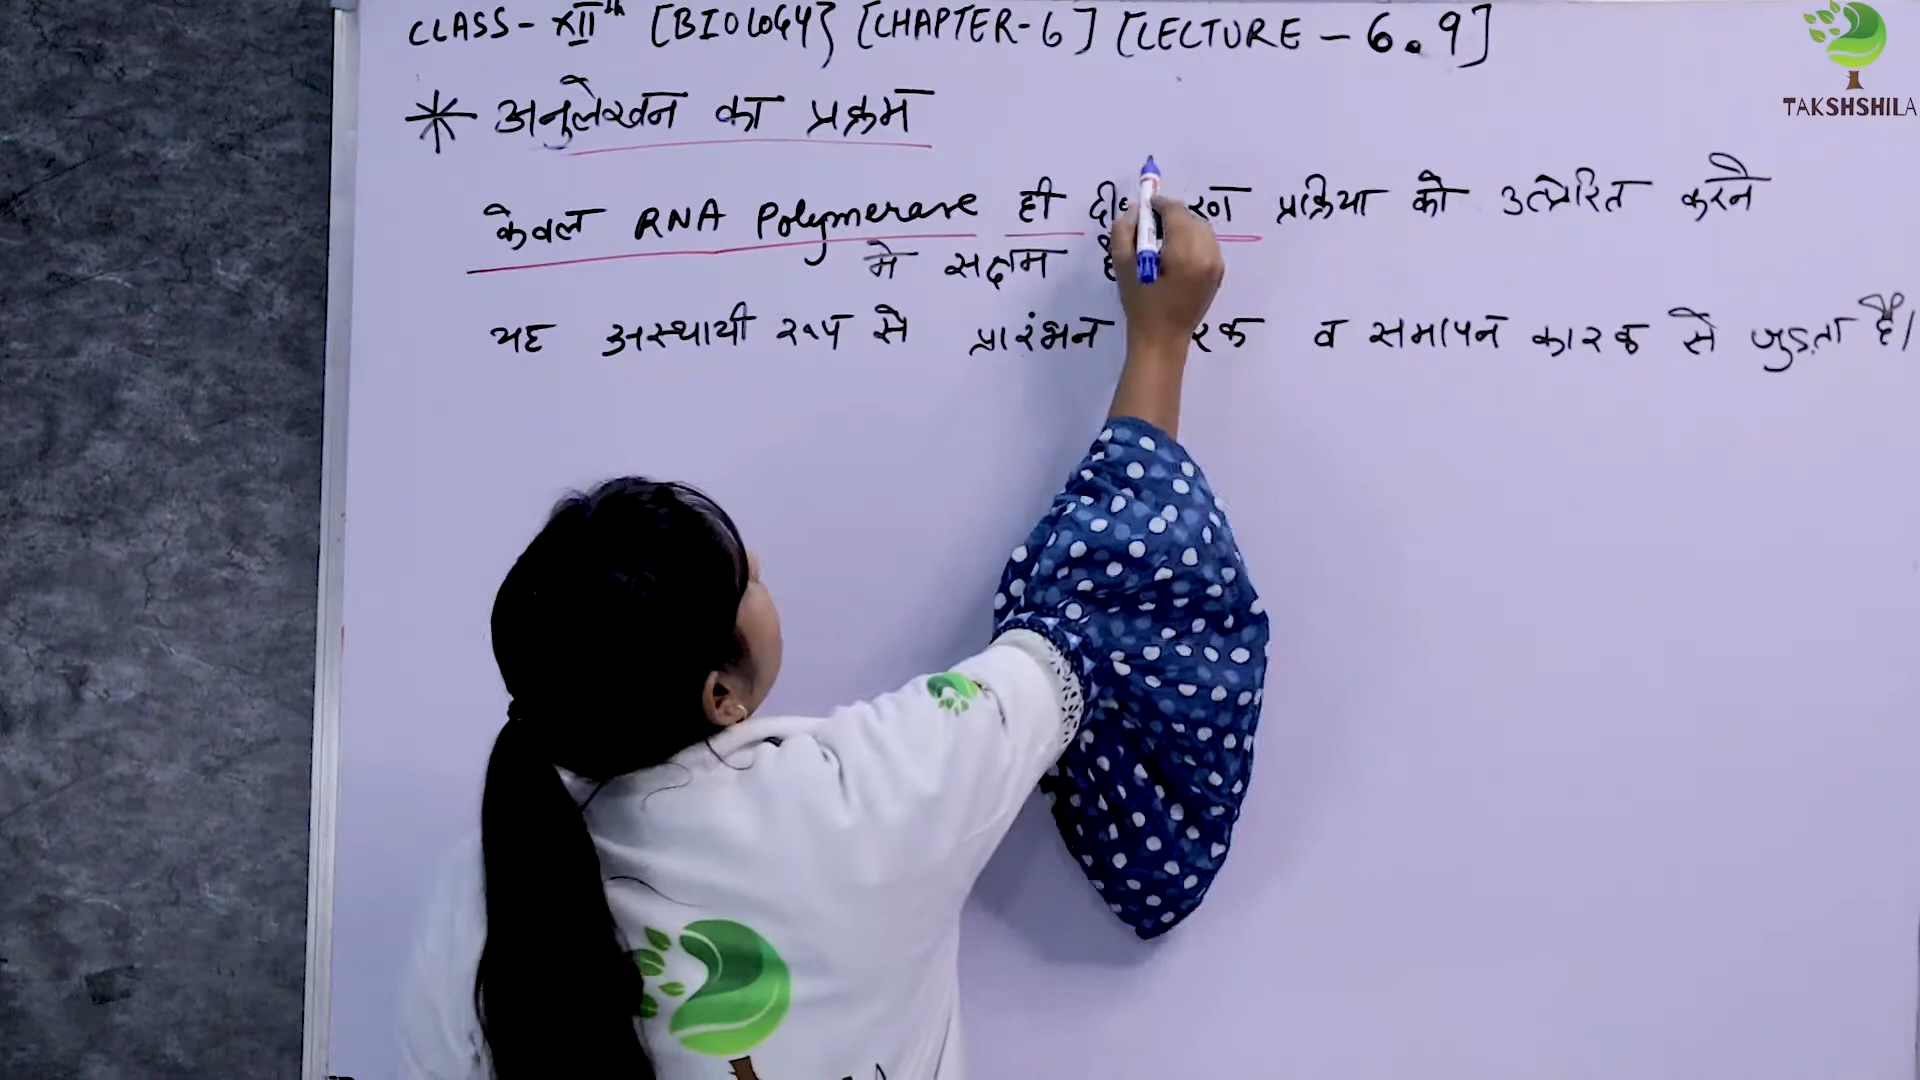 CLASS - XIIth [BIOLOGY} [CHAPTER-6] [LECTURE - 6.9]
TAKSHSHILA
* अनुलेखन का प्रक्रम
केवल RNA Polymerase ही प्रक्रिया को उत्प्रेरित करने
मे सक्षम
यह अस्थायी रूप से प्रारंभन व समापन कारक से जुड़ता है।